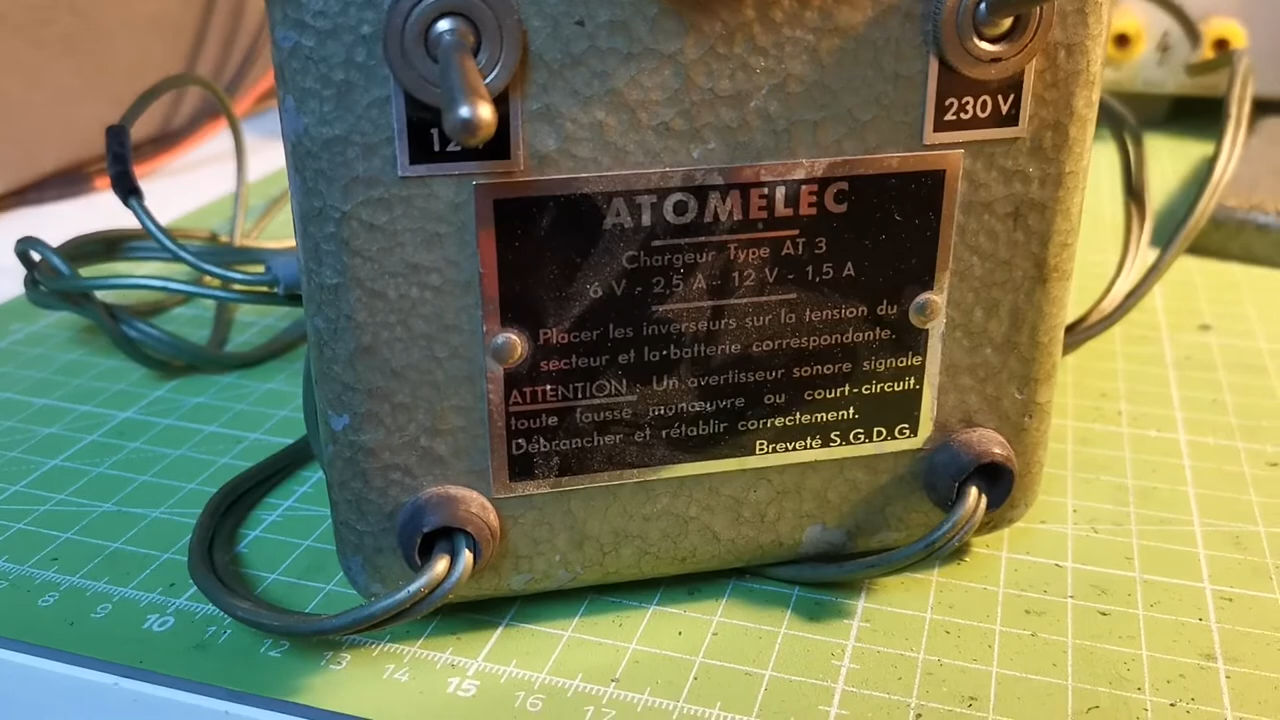 230 V.
ATOMELEC
Chargeur Type AT 3
6 V - 2,5 A - 12 V - 1,5 A
Placer les inverseurs sur la tension du
secteur et la batterie correspondante.
ATTENTION : Un avertisseur sonore signale
toute fausse manœuvre ou court-circuit.
Débrancher et rétablir correctement.
Breveté S.G.D.G.
8 9 10 11 12 13 14 15 16 17